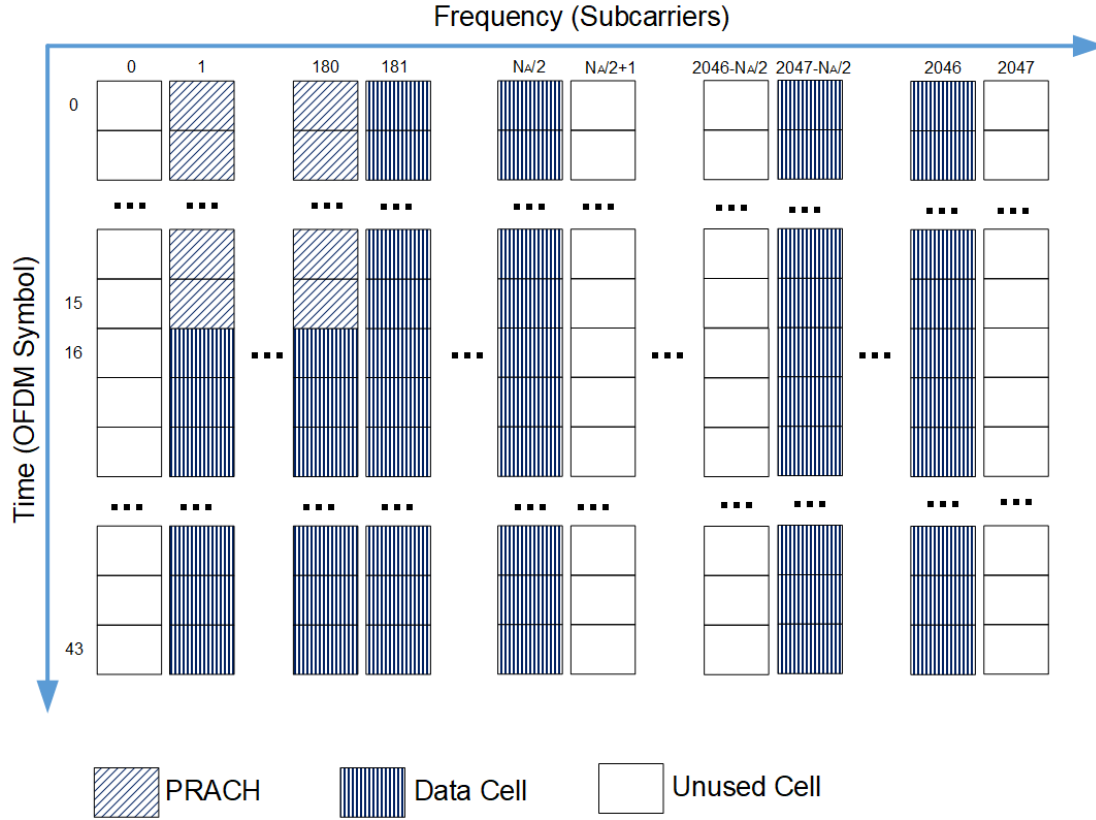 Frequency (Subcarriers)
0 1 180 181 NA/2 NA/2+1 2046-NA/2 2047-NA/2 2046 2047
0
15
16
43
Time (OFDM Symbol)
PRACH Data Cell Unused Cell